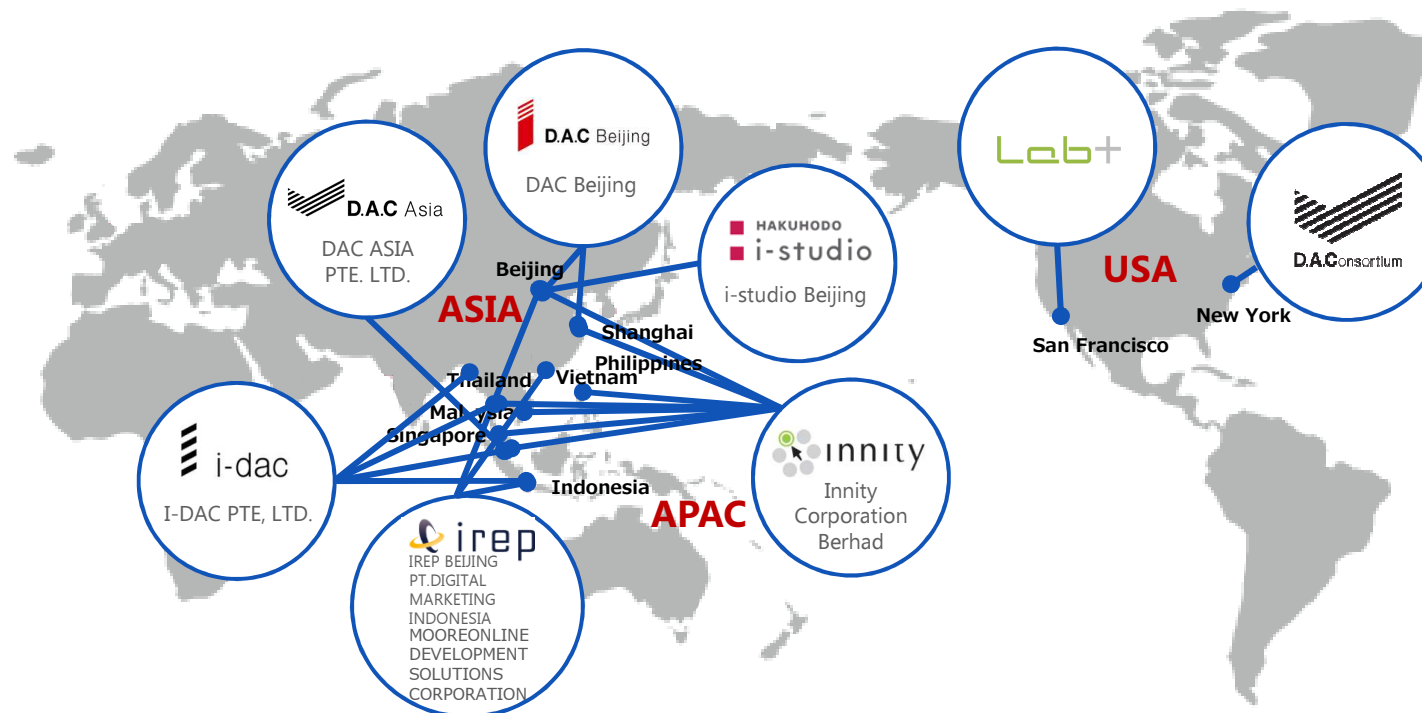 Lab+
D.A.C Beijing
DAC Beijing
D.A.C Asia
DAC ASIA
PTE. LTD.
HAKUHODO
i-studio
i-studio Beijing
D.A.Consortium
USA
Beijing
ASIA
New York
Shanghai
San Francisco
Philippines
Thailand
Vietnam
Malaysia
Singapore
i-dac
I-DAC PTE, LTD.
INNITY
Innity
Corporation
Berhad
Indonesia
APAC
irep
IREP BEIJING
PT.DIGITAL
MARKETING
INDONESIA
MOOREONLINE
DEVELOPMENT
SOLUTIONS
CORPORATION